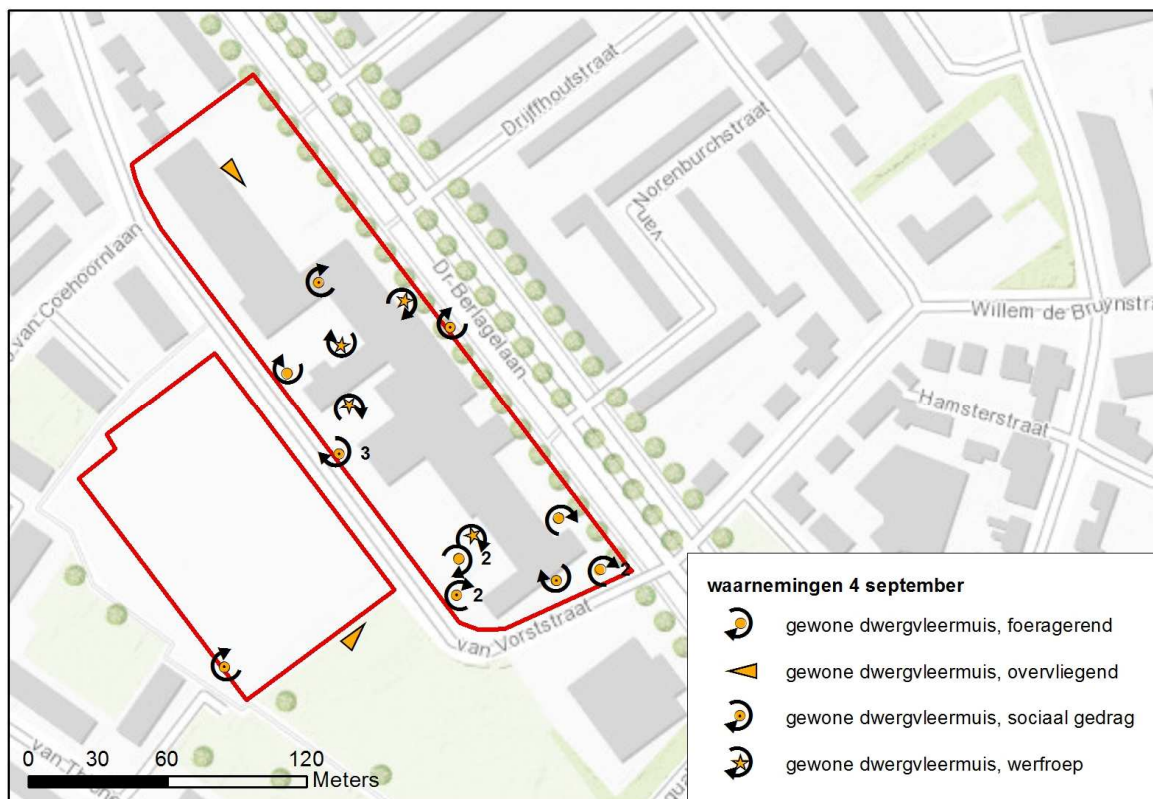 Drijfhoutstraat
Norenburchstraat
van
van Coehoornlaan
Dr-Berlagelaan
Willem de Bruynstra
Hamsterstraat
3
2
2
2
van Vorststraat
waarnemingen 4 september
gewone dwergvleermuis, foeragerend
gewone dwergvleermuis, overvliegend
gewone dwergvleermuis, sociaal gedrag
gewone dwergvleermuis, werfroep
0 30 60 120
Meters